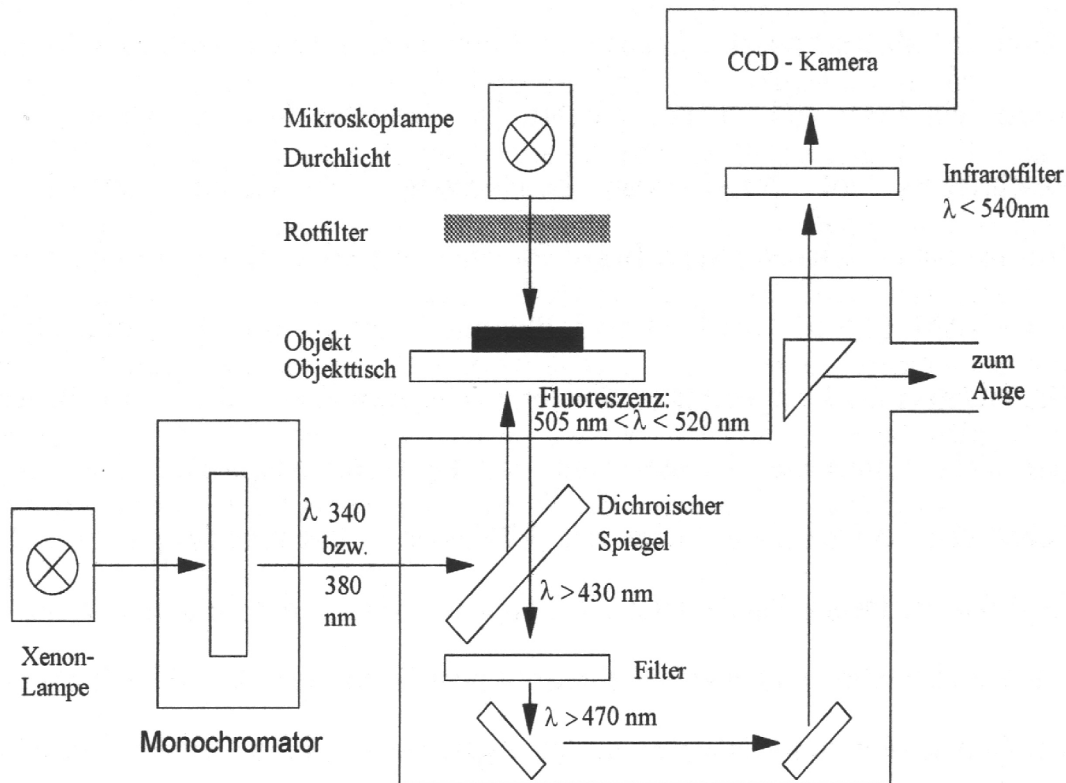 CCD - Kamera
Mikroskoplampe
Durchlicht
Infrarotfilter
λ < 540nm
Rotfilter
Objekt
Objekttisch
zum
Auge
Fluoreszenz:
505 nm < λ < 520 nm
Dichroischer
Spiegel
λ 340
bzw.
380
nm
λ > 430 nm
Xenon-
Lampe
Filter
λ > 470 nm
Monochromator